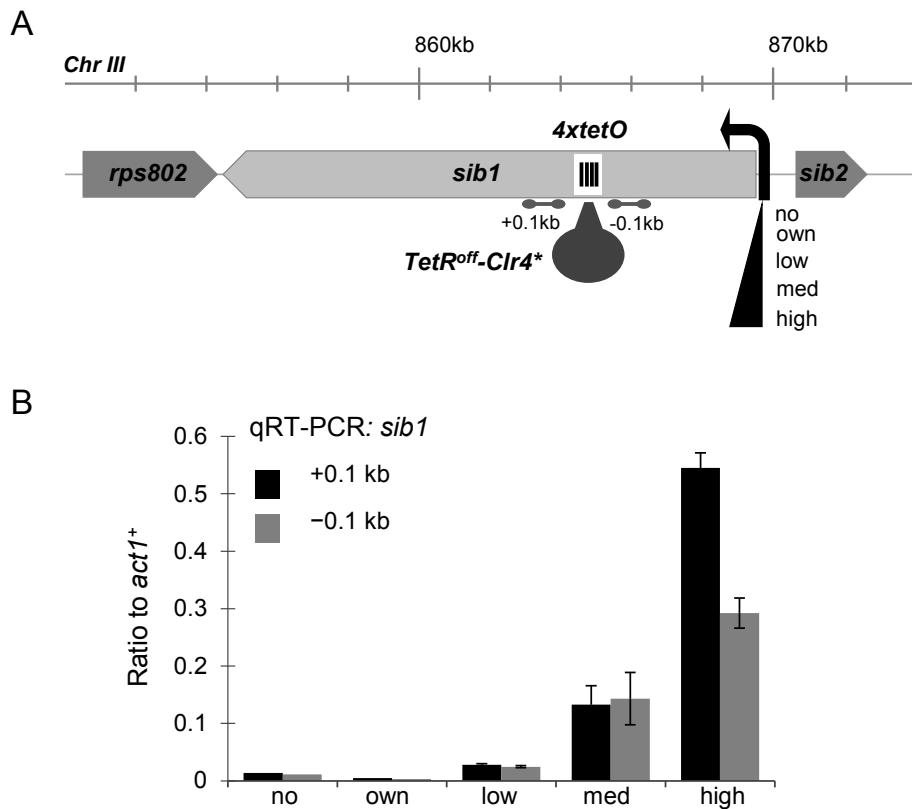 A
860kb
870kb
Chr III
4xtetO
rps802
sib1
sib2
+0.1kb
-0.1kb
TetRoff-Clr4*
no
own
low
med
high
B
qRT-PCR: sib1
+0.1 kb
−0.1 kb
Ratio to act1+
0.6
0.5
0.4
0.3
0.2
0.1
0
no own low med high